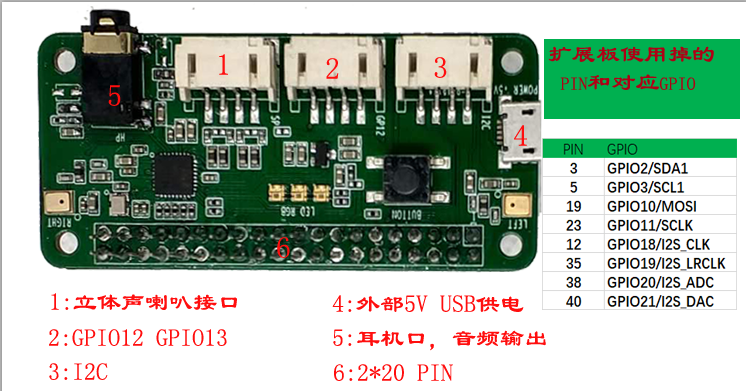 1
2
3
4
5
6
POWER +5V
HP
GP12
I2C
LED RGB
BUTTON
RIGHT
LEFT
扩展板使用掉的
PIN和对应GPIO
PIN GPIO
3 GPIO2/SDA1
5 GPIO3/SCL1
19 GPIO10/MOSI
23 GPIO11/SCLK
12 GPIO18/I2S_CLK
35 GPIO19/I2S_LRCLK
38 GPIO20/I2S_ADC
40 GPIO21/I2S_DAC
1:立体声喇叭接口
2:GPIO12 GPIO13
3:I2C
4:外部5V USB供电
5:耳机口，音频输出
6:2*20 PIN